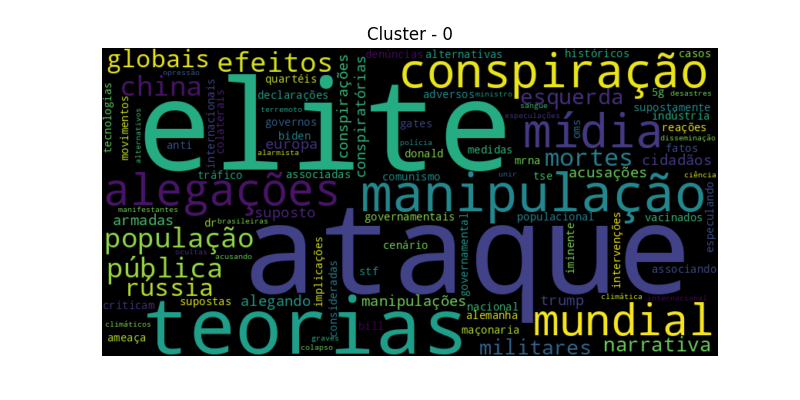 Cluster - 0
globais efeitos denúncias alternativas históricos casos
opressão conspiração
tecnologias movimentos alternativos china quartéis conspirações conspiratórias adversos ministro esquerda 5g desastres
elite declarações sangue supostamente indústria
terremoto especulações
internacionais colaterais governos gates mídia oms reações
anti biden polícia disseminação
alarmista europa donald medidas mrna mortes fatos cidadãos
tráfico associadas comunismo unir tse acusações ciência
alegações manipulação
manifestantes suposto governamentais populacional vacinados especulando
armadas dr brasileiras
população ataque cenário governamental iminente intervenções
ocultas acusando
pública stf associando
rússia implicações consideradas
criticam supostas alegando manipulações nacional trump climática internacional
teorias alemanha mundial
climáticos bill maçonaria
ameaça graves militares narrativa
colapso